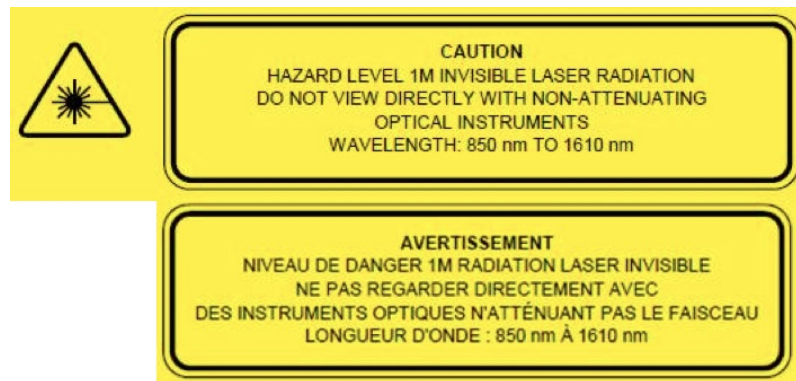 CAUTION
HAZARD LEVEL 1M INVISIBLE LASER RADIATION
DO NOT VIEW DIRECTLY WITH NON-ATTENUATING
OPTICAL INSTRUMENTS
WAVELENGTH: 850 nm TO 1610 nm
AVERTISSEMENT
NIVEAU DE DANGER 1M RADIATION LASER INVISIBLE
NE PAS REGARDER DIRECTEMENT AVEC
DES INSTRUMENTS OPTIQUES N'ATTÉNUANT PAS LE FAISCEAU
LONGUEUR D'ONDE : 850 nm À 1610 nm